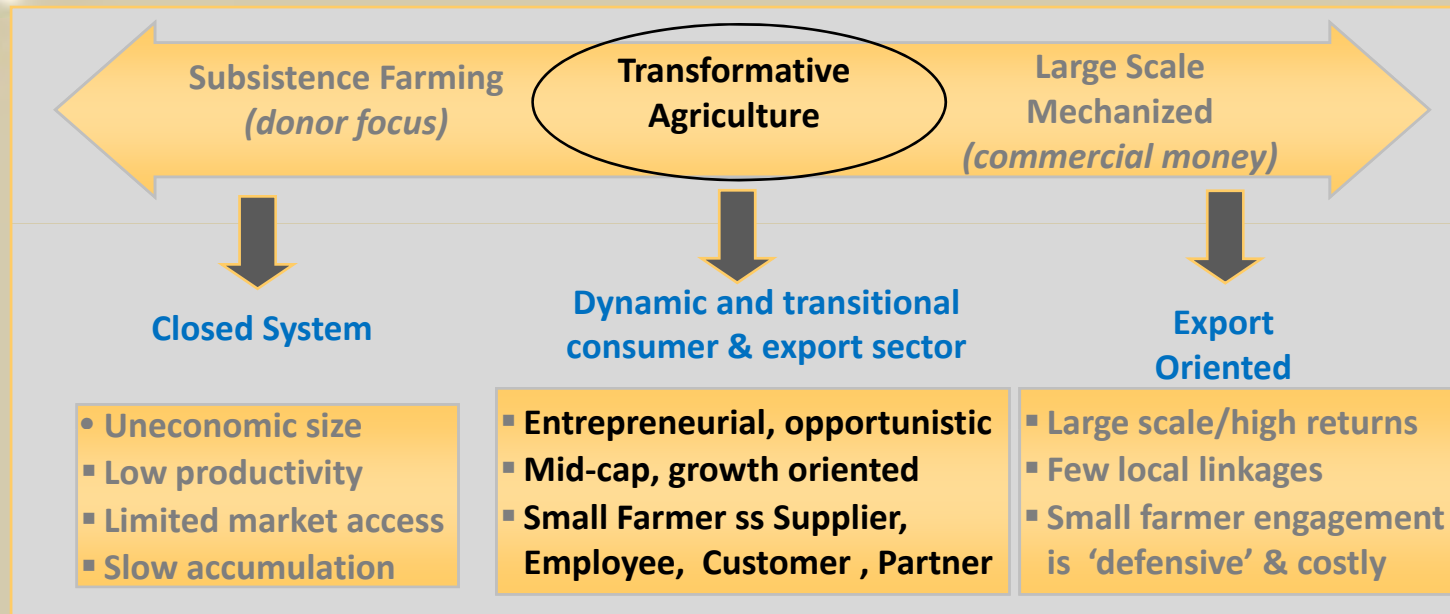 Subsistence Farming
(donor focus)
Transformative
Agriculture
Large Scale
Mechanized
(commercial money)
Closed System
Dynamic and transitional
consumer & export sector
Export
Oriented
• Uneconomic size
▪ Low productivity
▪ Limited market access
▪ Slow accumulation
▪ Entrepreneurial, opportunistic
▪ Mid-cap, growth oriented
▪ Small Farmer ss Supplier,
Employee, Customer , Partner
▪ Large scale/high returns
▪ Few local linkages
▪ Small farmer engagement
is ‘defensive’ & costly